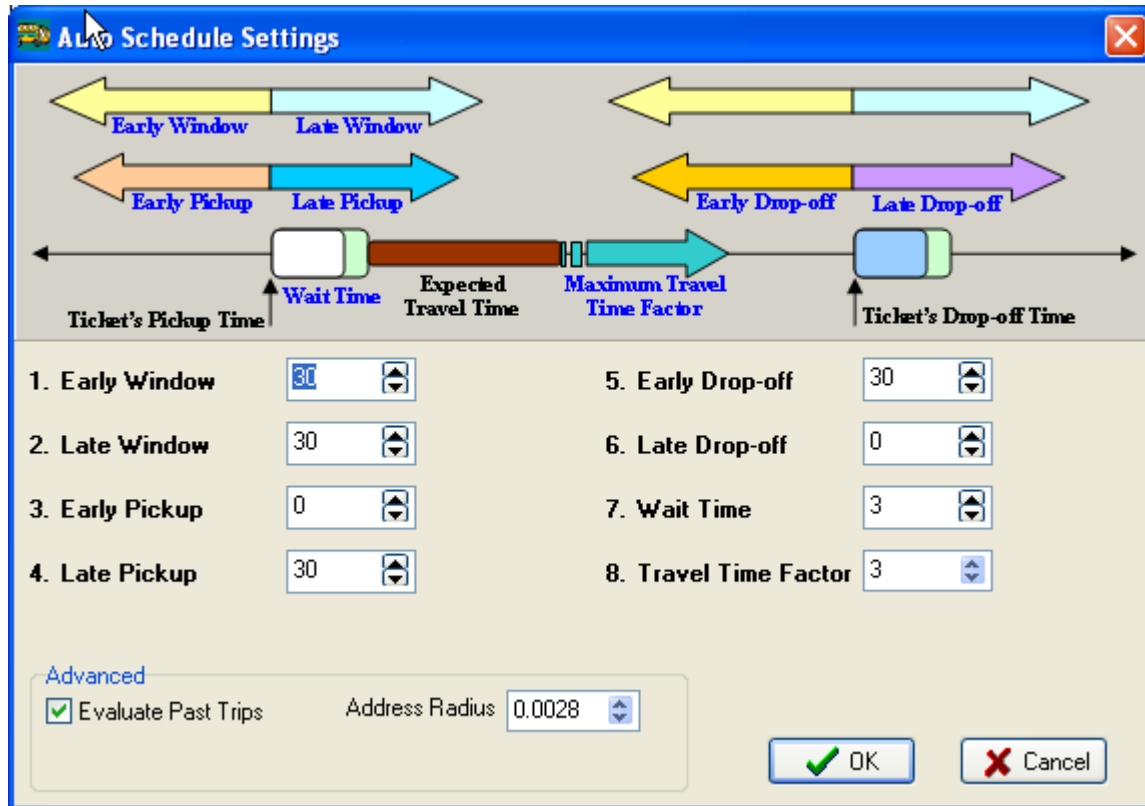 Auto Schedule Settings
Early Window Late Window
Early Pickup Late Pickup Early Drop-off Late Drop-off
Wait Time Expected Travel Time Maximum Travel Time Factor
Ticket's Pickup Time Ticket's Drop-off Time
1. Early Window 30 5. Early Drop-off 30
2. Late Window 30 6. Late Drop-off 0
3. Early Pickup 0 7. Wait Time 3
4. Late Pickup 30 8. Travel Time Factor 3
Advanced
Evaluate Past Trips Address Radius 0.0028
OK Cancel